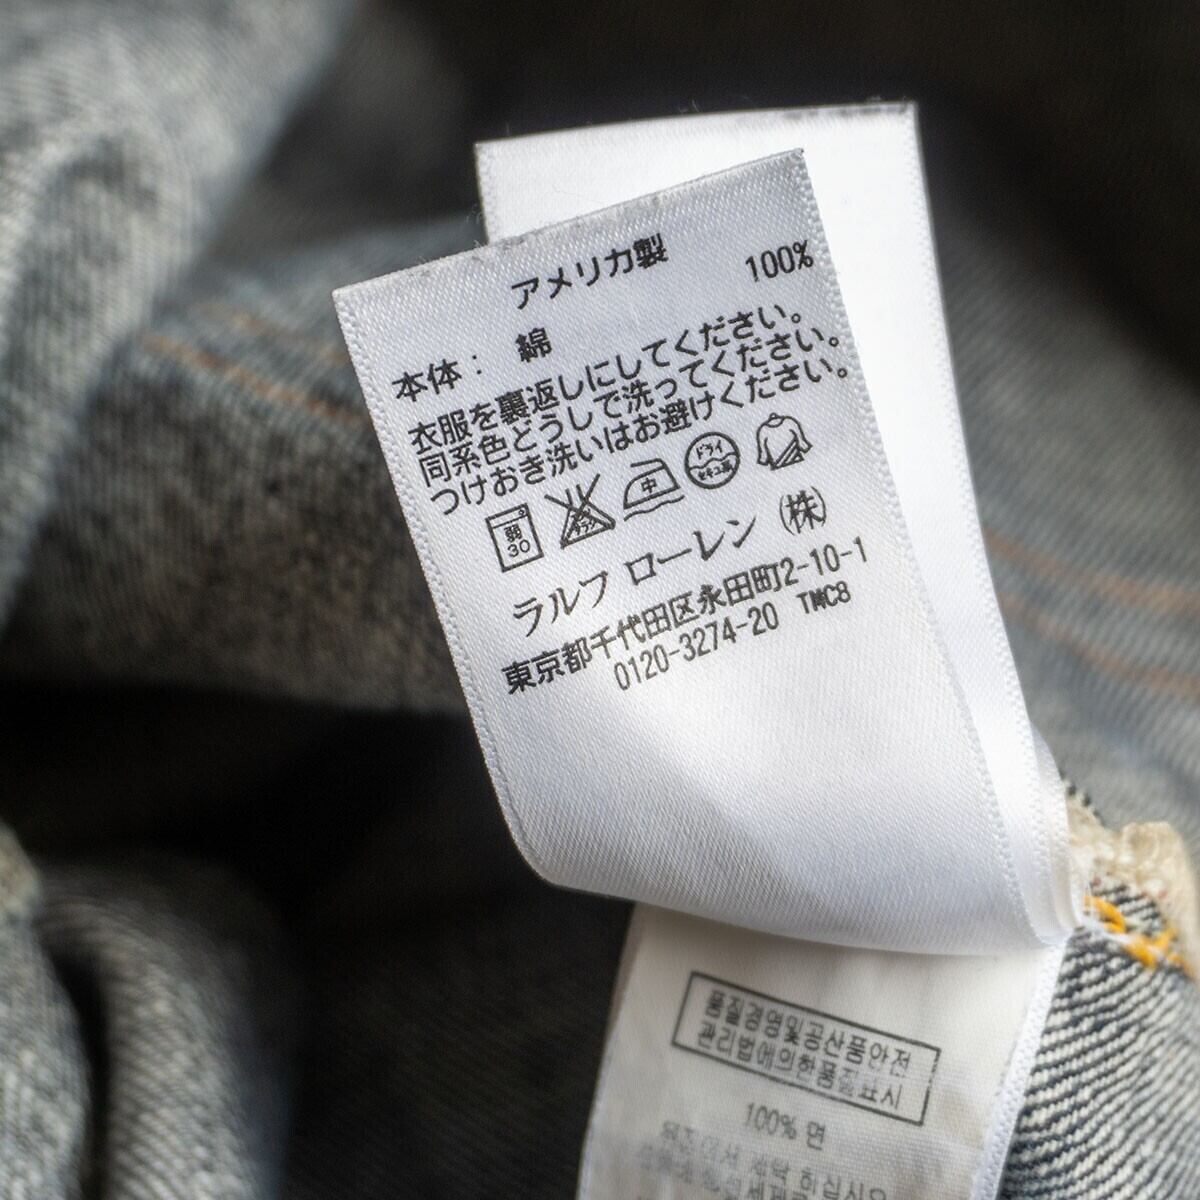 アメリカ製
本体: 綿 100%
衣服を裏返しにしてください。
同系色どうしで洗ってください。
つけおき洗いはお避けください。
弱 30 中 ドライ セキユ系
ラルフ ローレン (株)
東京都千代田区永田町2-10-1
0120-3274-20 TMC8
품질경영및공산품안전
관리법에의한품질표시
100% 면